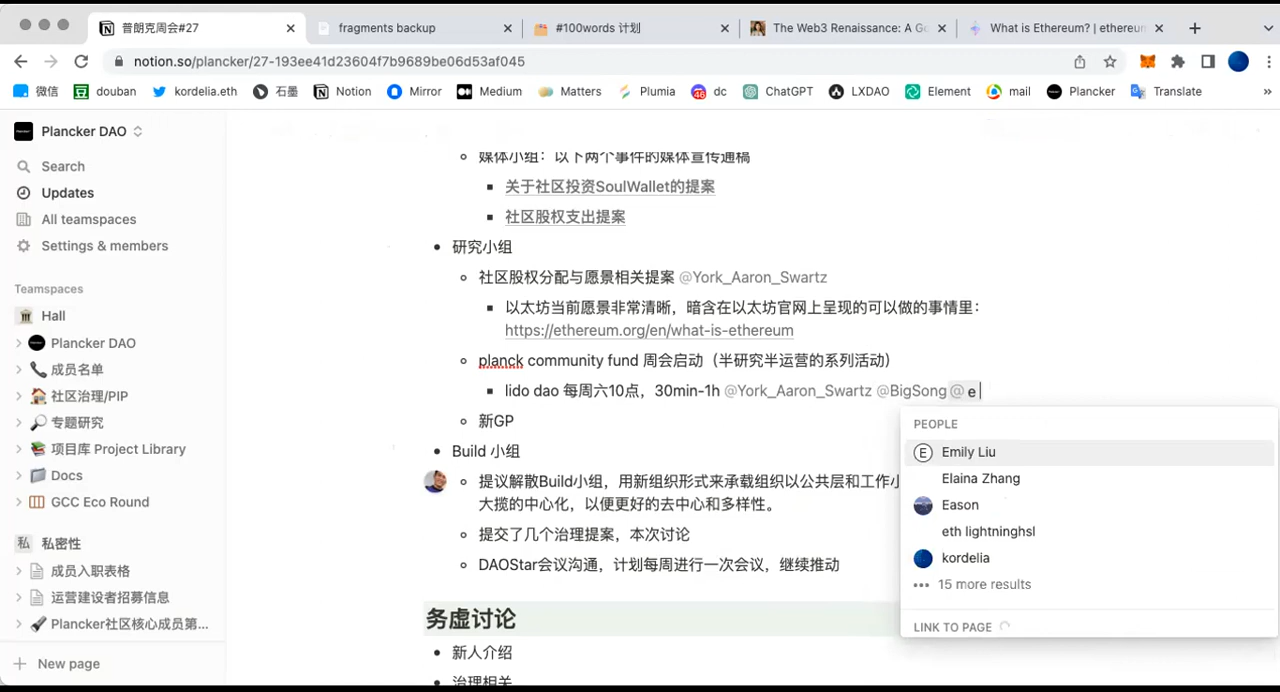 普朗克周会#27
fragments backup
#100words 计划
The Web3 Renaissance: A Go
What is Ethereum? | ethereum
notion.so/plancker/27-193ee41d23604f7b9689be06d53af045
微信 douban kordelia.eth 石墨 Notion Mirror Medium Matters Plumia dc ChatGPT LXDAO Element mail Plancker Translate »
Plancker DAO
Search
Updates
All teamspaces
Settings & members
Teamspaces
Hall
Plancker DAO
成员名单
社区治理/PIP
专题研究
项目库 Project Library
Docs
GCC Eco Round
私 私密性
成员入职表格
运营建设者招募信息
Plancker社区核心成员第...
New page
媒体小组：以下两个事件的媒体宣传通稿
关于社区投资SoulWallet的提案
社区股权支出提案
研究小组
社区股权分配与愿景相关提案 @York_Aaron_Swartz
以太坊当前愿景非常清晰，暗含在以太坊官网上呈现的可以做的事情里：
https://ethereum.org/en/what-is-ethereum
planck community fund 周会启动（半研究半运营的系列活动）
lido dao 每周六10点，30min-1h @York_Aaron_Swartz @BigSong @e
新GP
Build 小组
提议解散Build小组，用新组织形式来承载组织以公共层和工作小
大揽的中心化，以便更好的去中心和多样性。
提交了几个治理提案，本次讨论
DAOStar会议沟通，计划每周进行一次会议，继续推动
务虚讨论
新人介绍
治理相关
PEOPLE
E Emily Liu
Elaina Zhang
Eason
eth lightninghsl
kordelia
15 more results
LINK TO PAGE